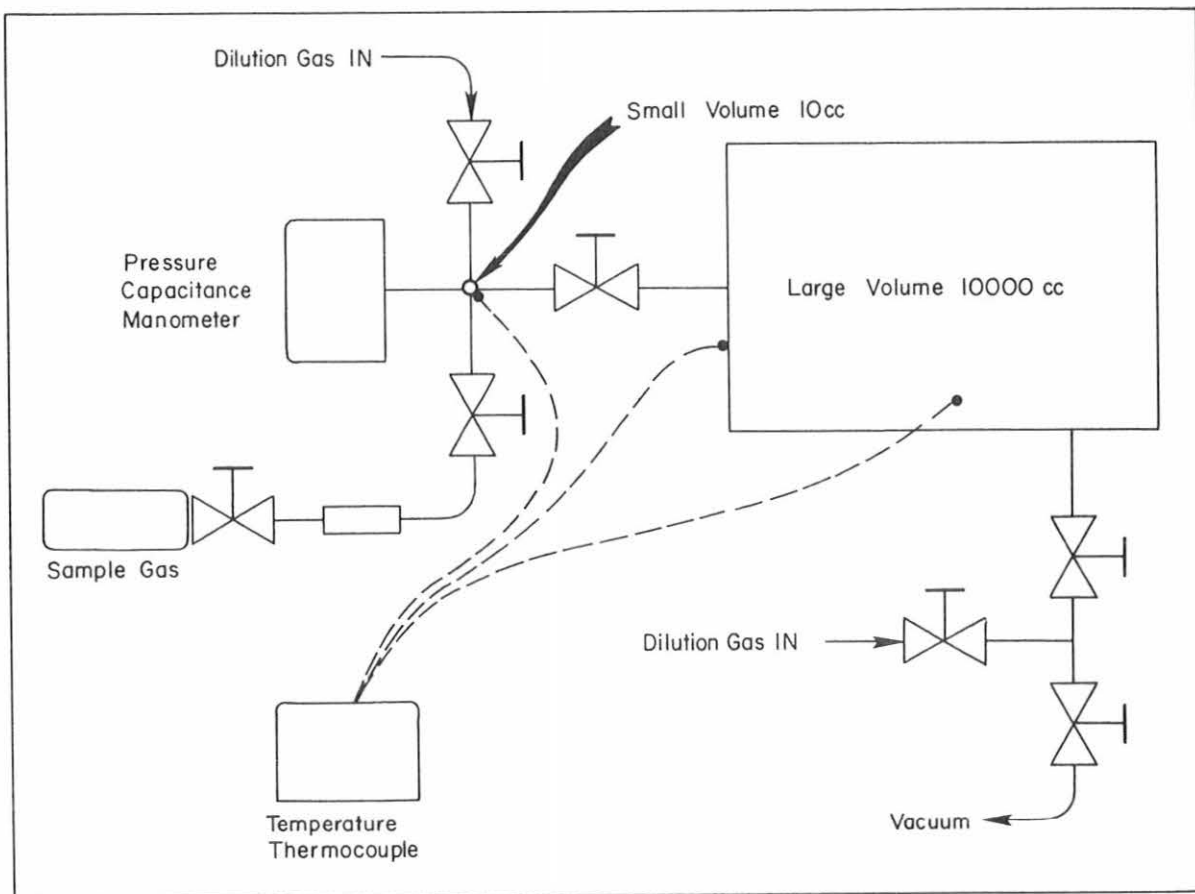 Dilution Gas IN
Small Volume 10cc
Pressure
Capacitance
Manometer
Large Volume 10000 cc
Sample Gas
Dilution Gas IN
Temperature
Thermocouple
Vacuum